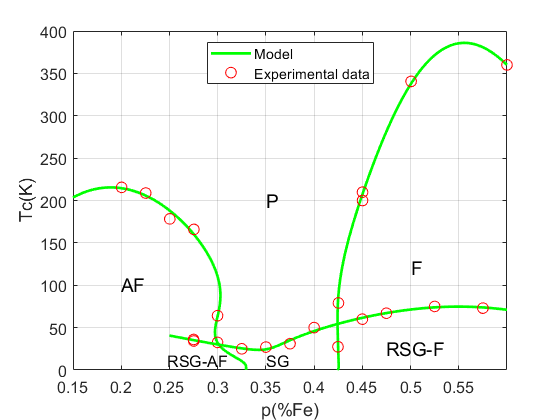 400
350
300
250
200
150
100
50
0
Tc(K)
Model
Experimental data
P
AF
F
RSG-AF
SG
RSG-F
0.15 0.2 0.25 0.3 0.35 0.4 0.45 0.5 0.55
p(%Fe)